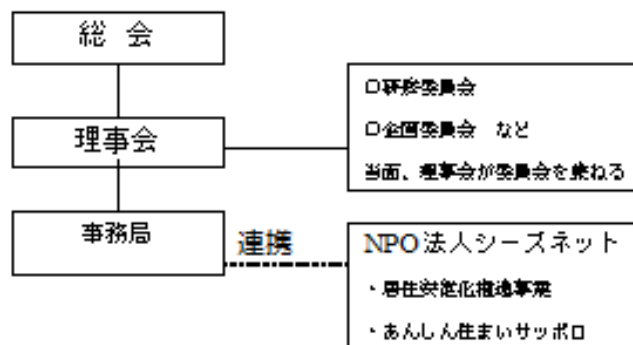 総 会
理事会
〇研修委員会
〇企画委員会 など
当面、理事会が委員会を兼ねる
事務局
連携
NPO法人シーズネット
・居住安定化推進事業
・あんしん住まいサッポロ